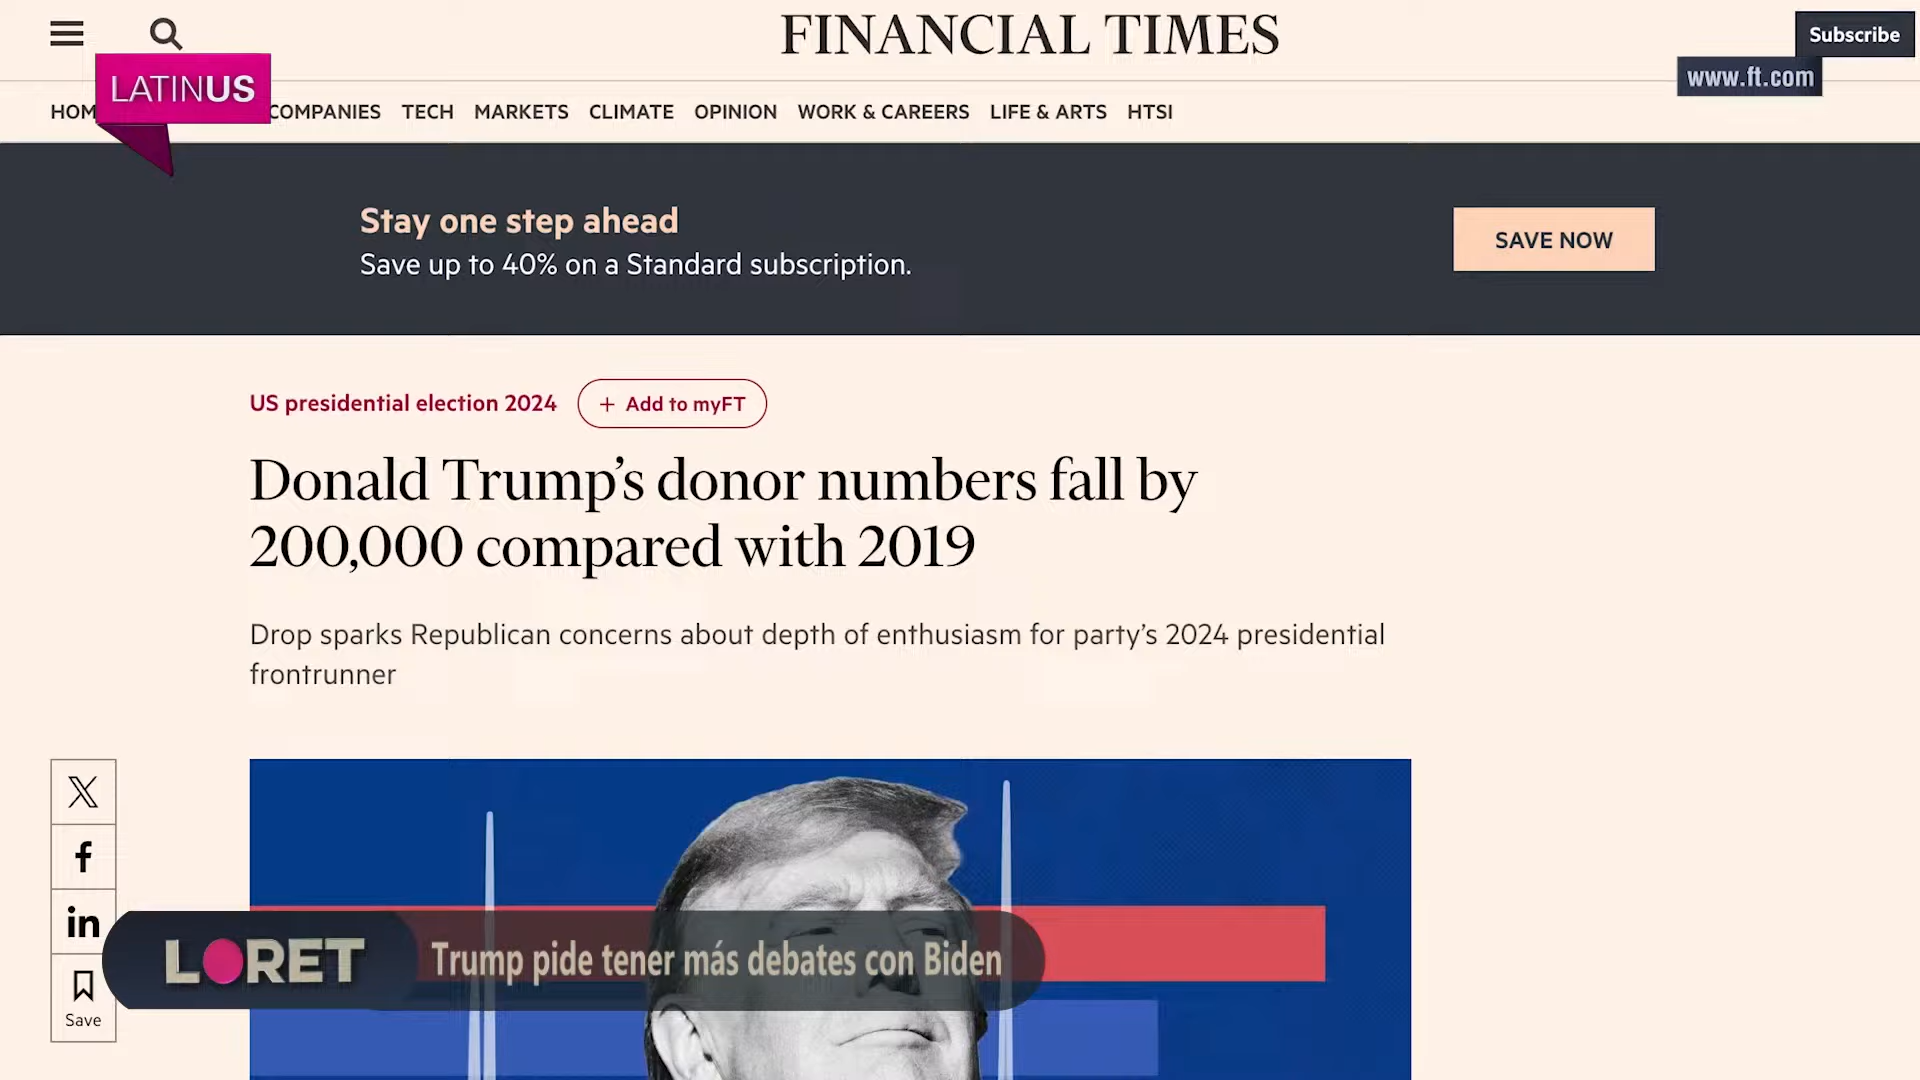 FINANCIAL TIMES
Subscribe
www.ft.com
LATINUS
HOM COMPANIES TECH MARKETS CLIMATE OPINION WORK & CAREERS LIFE & ARTS HTSI
Stay one step ahead
Save up to 40% on a Standard subscription.
SAVE NOW
US presidential election 2024
+ Add to myFT
Donald Trump’s donor numbers fall by
200,000 compared with 2019
Drop sparks Republican concerns about depth of enthusiasm for party’s 2024 presidential
frontrunner
X
f
in
Save
LORET
Trump pide tener más debates con Biden